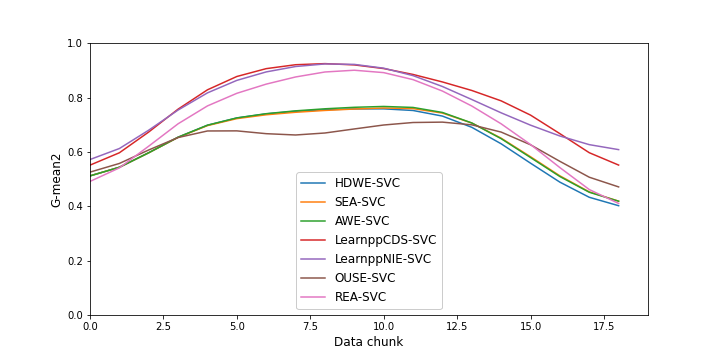 1.0
0.8
0.6
0.4
0.2
0.0
G-mean2
HDWE-SVC
SEA-SVC
AWE-SVC
LearnppCDS-SVC
LearnppNIE-SVC
OUSE-SVC
REA-SVC
0.0 2.5 5.0 7.5 10.0 12.5 15.0 17.5
Data chunk